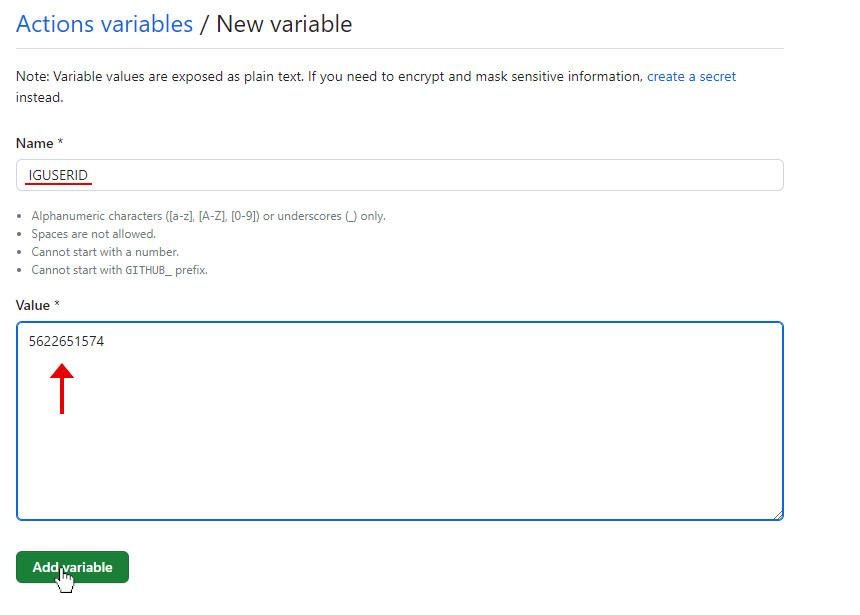 Actions variables / New variable
Note: Variable values are exposed as plain text. If you need to encrypt and mask sensitive information, create a secret
instead.
Name *
IGUSERID
Alphanumeric characters ([a-z], [A-Z], [0-9]) or underscores (_) only.
Spaces are not allowed.
Cannot start with a number.
Cannot start with GITHUB_ prefix.
Value *
5622651574
Add variable